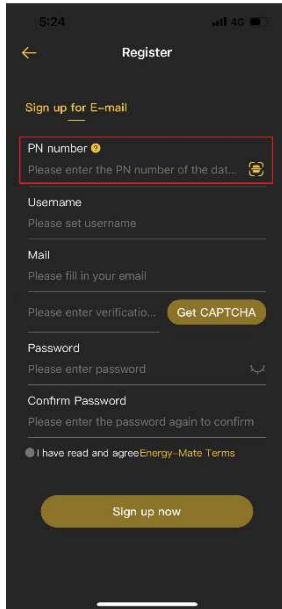 5:24
4G
Register
Sign up for E-mail
PN number ?
Please enter the PN number of the dat...
Username
Please set username
Mail
Please fill in your email
Please enter verificatio... Get CAPTCHA
Password
Please enter password
Confirm Password
Please enter the password again to confirm
I have read and agreeEnergy-Mate Terms
Sign up now